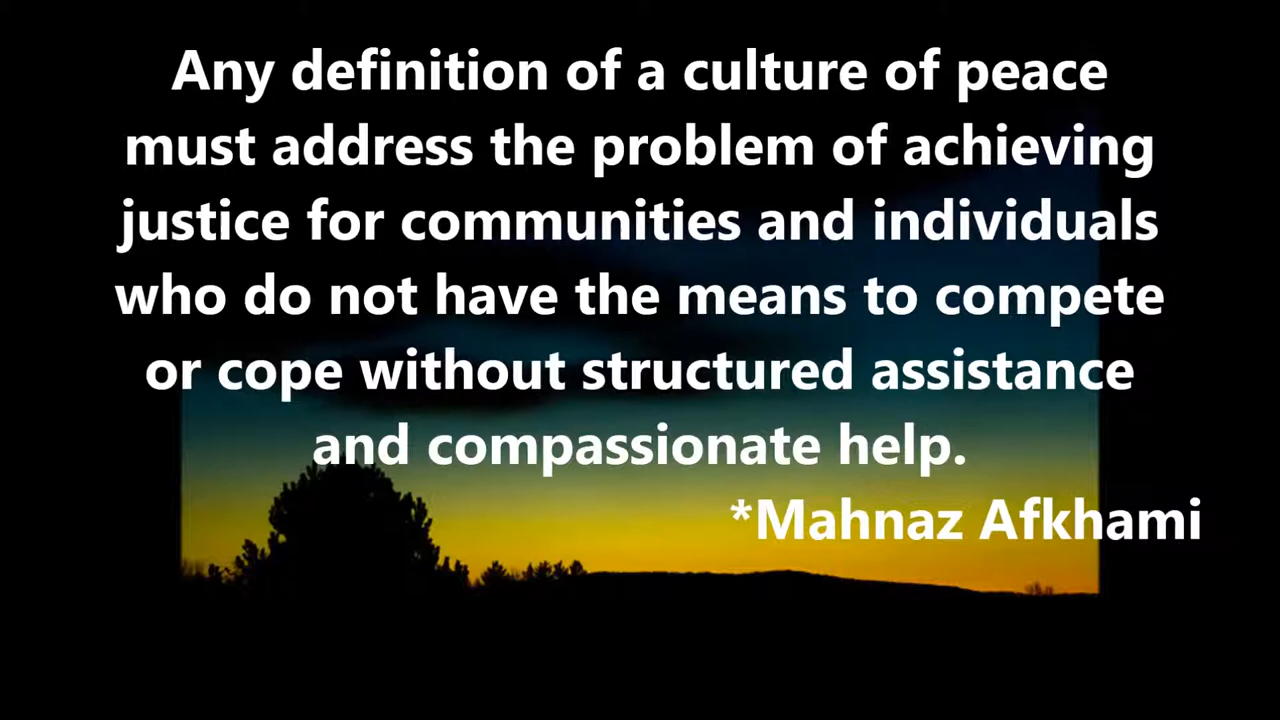 Any definition of a culture of peace
must address the problem of achieving
justice for communities and individuals
who do not have the means to compete
or cope without structured assistance
and compassionate help.
*Mahnaz Afkhami